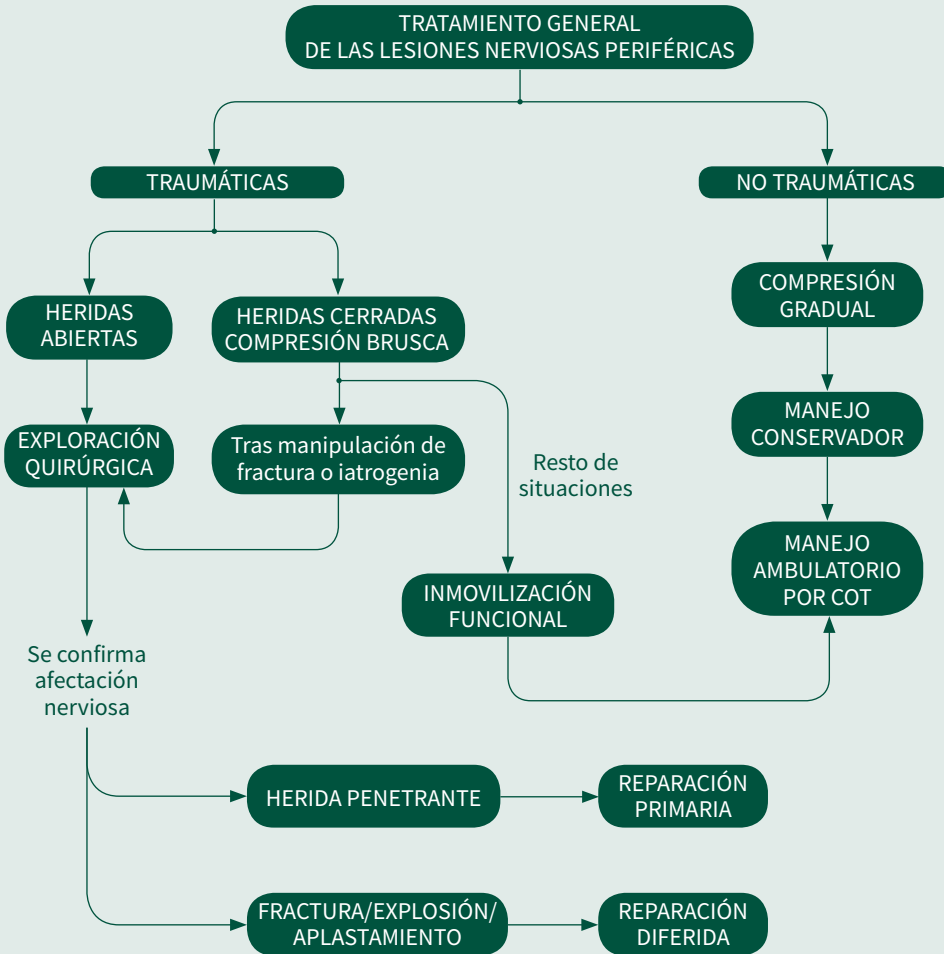 TRATAMIENTO GENERAL
DE LAS LESIONES NERVIOSAS PERIFÉRICAS
TRAUMÁTICAS
NO TRAUMÁTICAS
HERIDAS
ABIERTAS
HERIDAS CERRADAS
COMPRESIÓN BRUSCA
COMPRESIÓN
GRADUAL
EXPLORACIÓN
QUIRÚRGICA
Tras manipulación de
fractura o iatrogenia
Resto de
situaciones
MANEJO
CONSERVADOR
INMOVILIZACIÓN
FUNCIONAL
MANEJO
AMBULATORIO
POR COT
Se confirma
afectación
nerviosa
HERIDA PENETRANTE
REPARACIÓN
PRIMARIA
FRACTURA/EXPLOSIÓN/
APLASTAMIENTO
REPARACIÓN
DIFERIDA